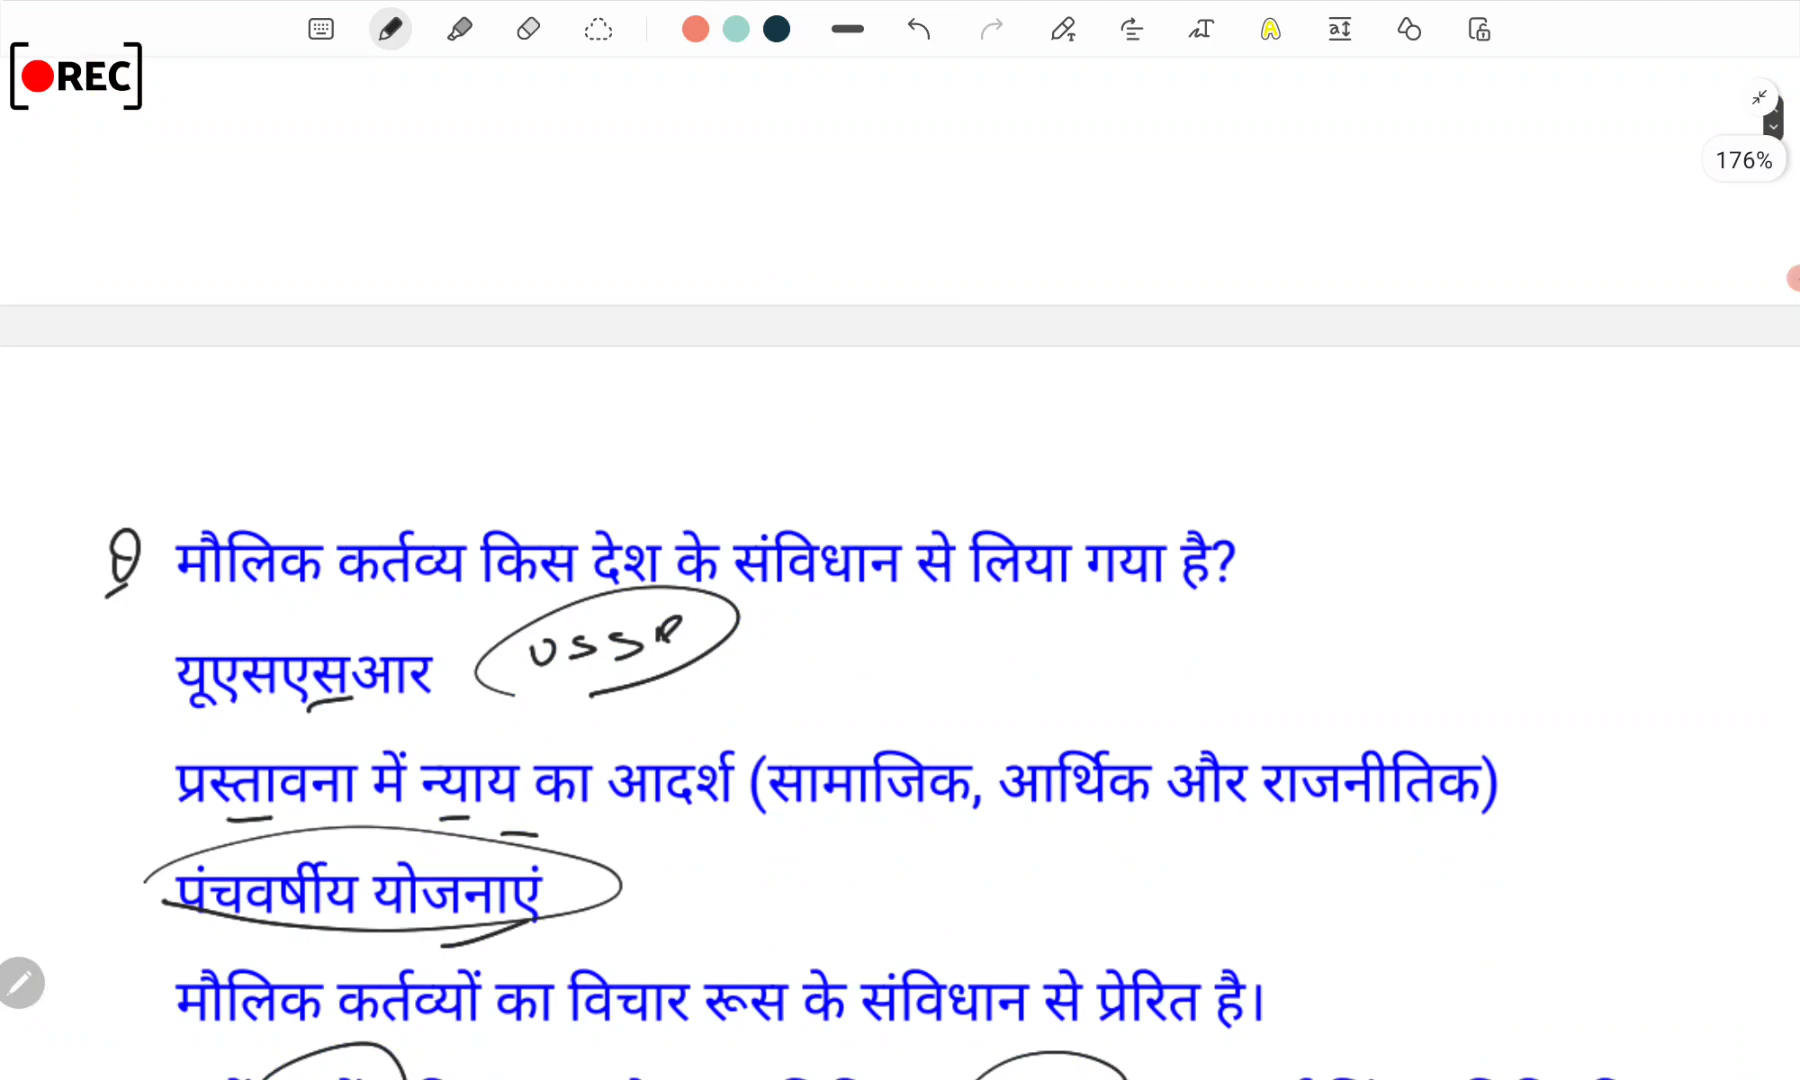 REC
176%
Q मौलिक कर्तव्य किस देश के संविधान से लिया गया है?
यूएसएसआर USSR
प्रस्तावना में न्याय का आदर्श (सामाजिक, आर्थिक और राजनीतिक)
पंचवर्षीय योजनाएं
मौलिक कर्तव्यों का विचार रूस के संविधान से प्रेरित है।